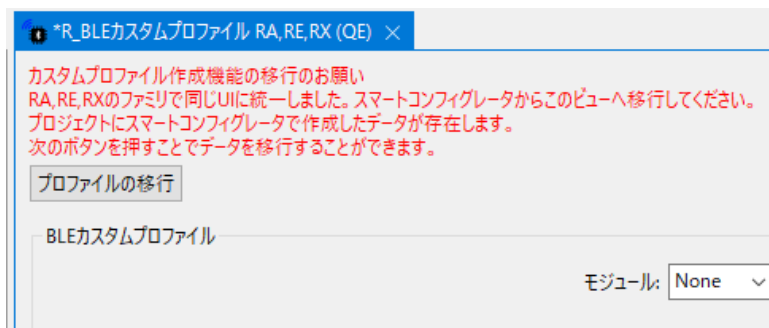 *R_BLEカスタムプロファイル RA,RE,RX (QE)
カスタムプロファイル作成機能の移行のお願い
RA,RE,RXのファミリで同じUIに統一しました。スマートコンフィグレータからこのビューへ移行してください。
プロジェクトにスマートコンフィグレータで作成したデータが存在します。
次のボタンを押すことでデータを移行することができます。
プロファイルの移行
BLEカスタムプロファイル
モジュール: None